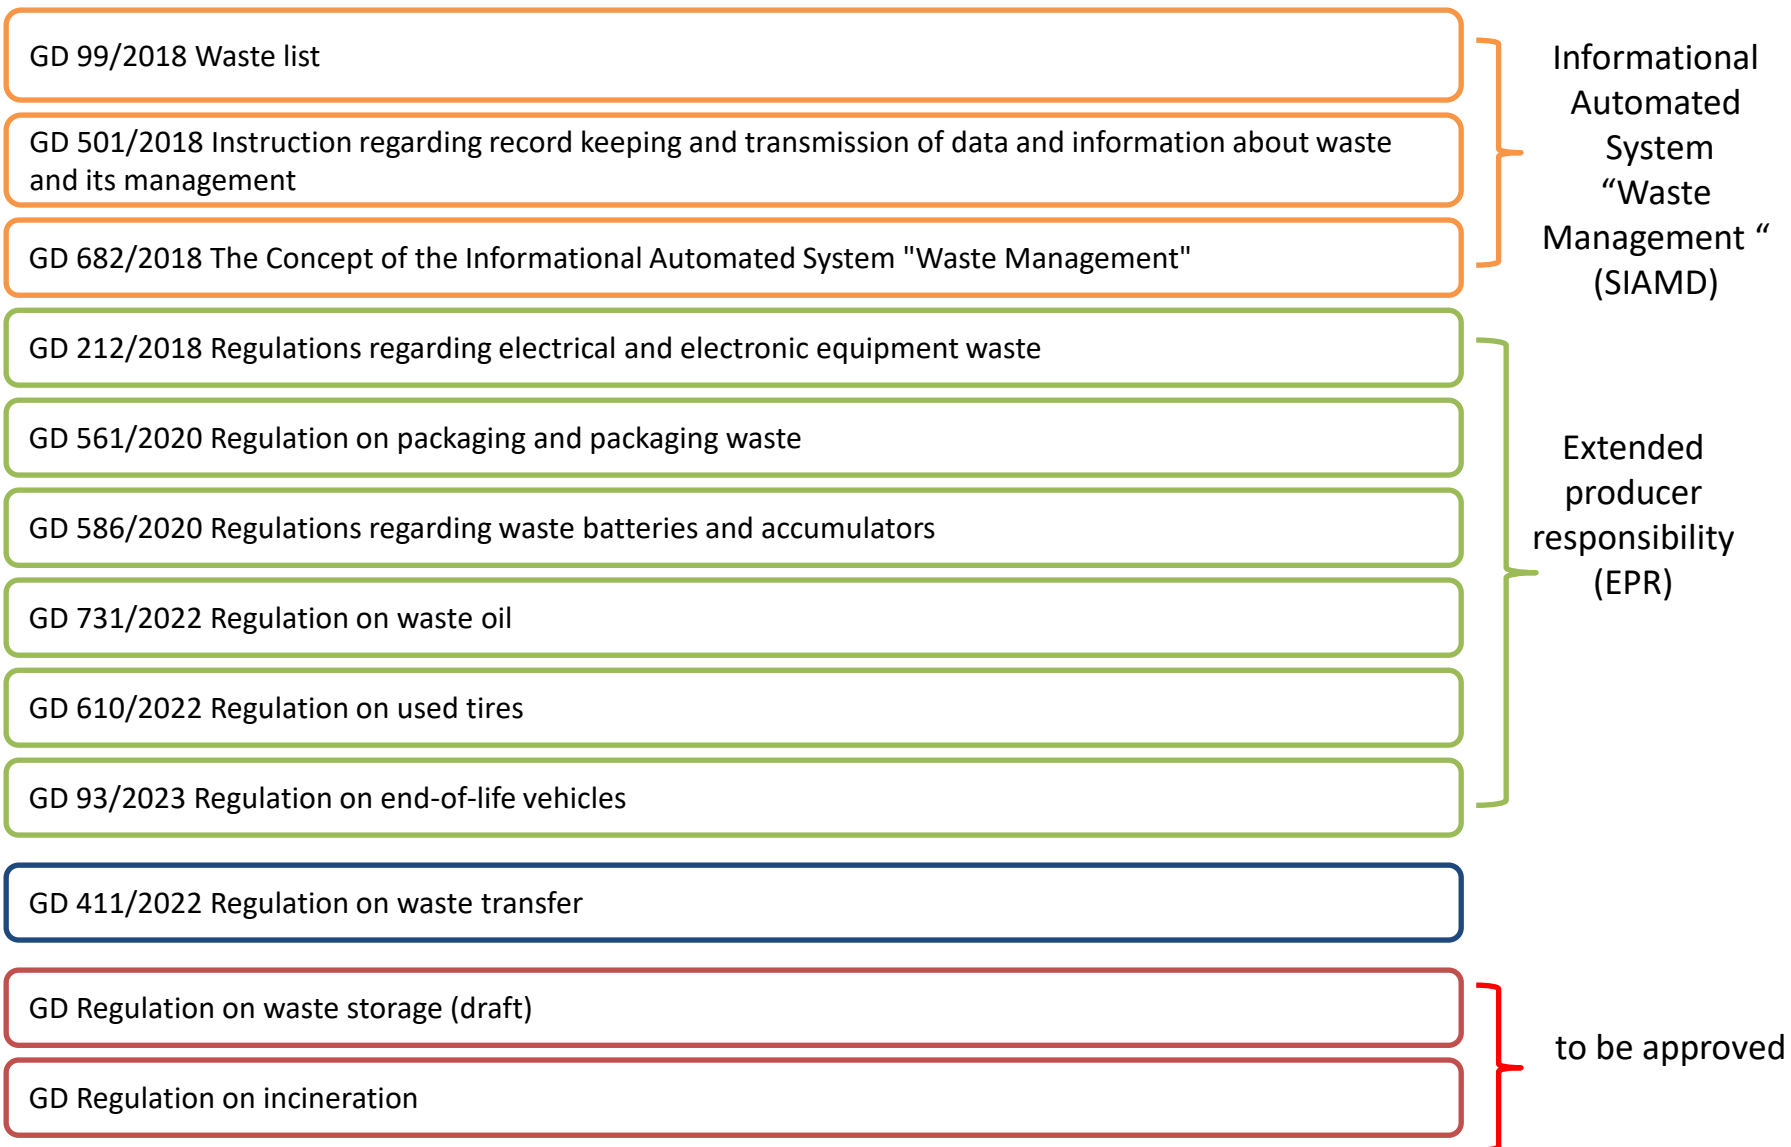 GD 99/2018 Waste list
GD 501/2018 Instruction regarding record keeping and transmission of data and information about waste
and its management
GD 682/2018 The Concept of the Informational Automated System "Waste Management"
Informational
Automated
System
“Waste
Management “
(SIAMD)
GD 212/2018 Regulations regarding electrical and electronic equipment waste
GD 561/2020 Regulation on packaging and packaging waste
GD 586/2020 Regulations regarding waste batteries and accumulators
GD 731/2022 Regulation on waste oil
GD 610/2022 Regulation on used tires
GD 93/2023 Regulation on end-of-life vehicles
Extended
producer
responsibility
(EPR)
GD 411/2022 Regulation on waste transfer
GD Regulation on waste storage (draft)
GD Regulation on incineration
to be approved